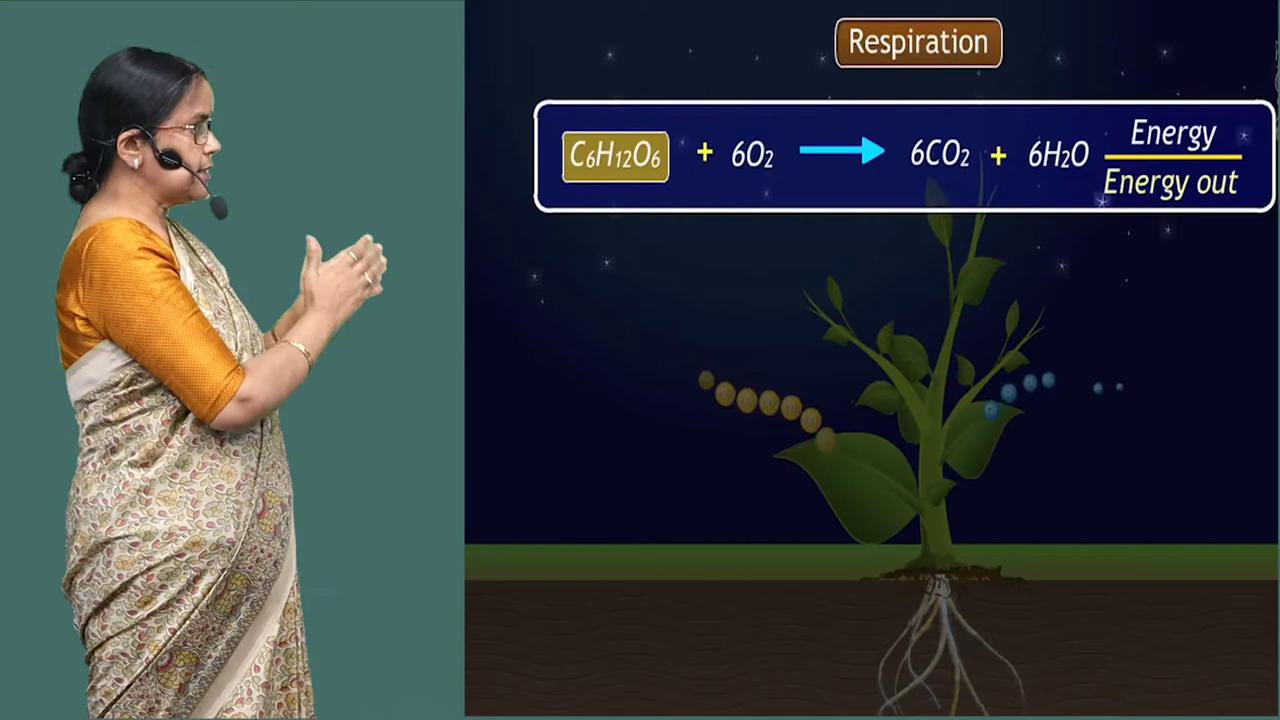 Respiration
C₆H₁₂O₆ + 6O₂ → 6CO₂ + 6H₂O Energy
Energy out